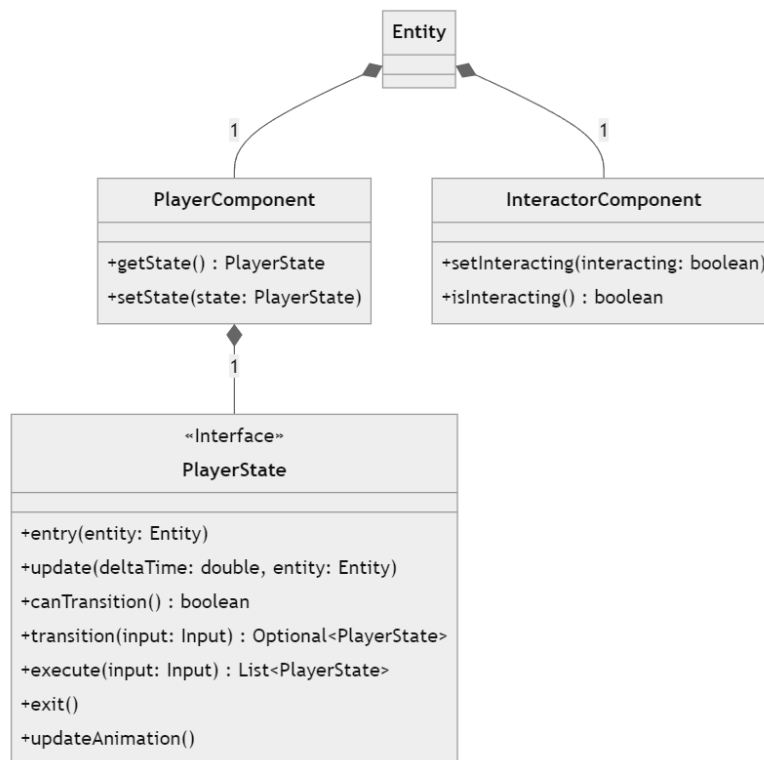 Entity
1
1
PlayerComponent
+getState() : PlayerState
+setState(state: PlayerState)
InteractorComponent
+setInteracting(interacting: boolean)
+isInteracting() : boolean
1
«Interface»
PlayerState
+entry(entity: Entity)
+update(deltaTime: double, entity: Entity)
+canTransition() : boolean
+transition(input: Input) : Optional<PlayerState>
+execute(input: Input) : List<PlayerState>
+exit()
+updateAnimation()